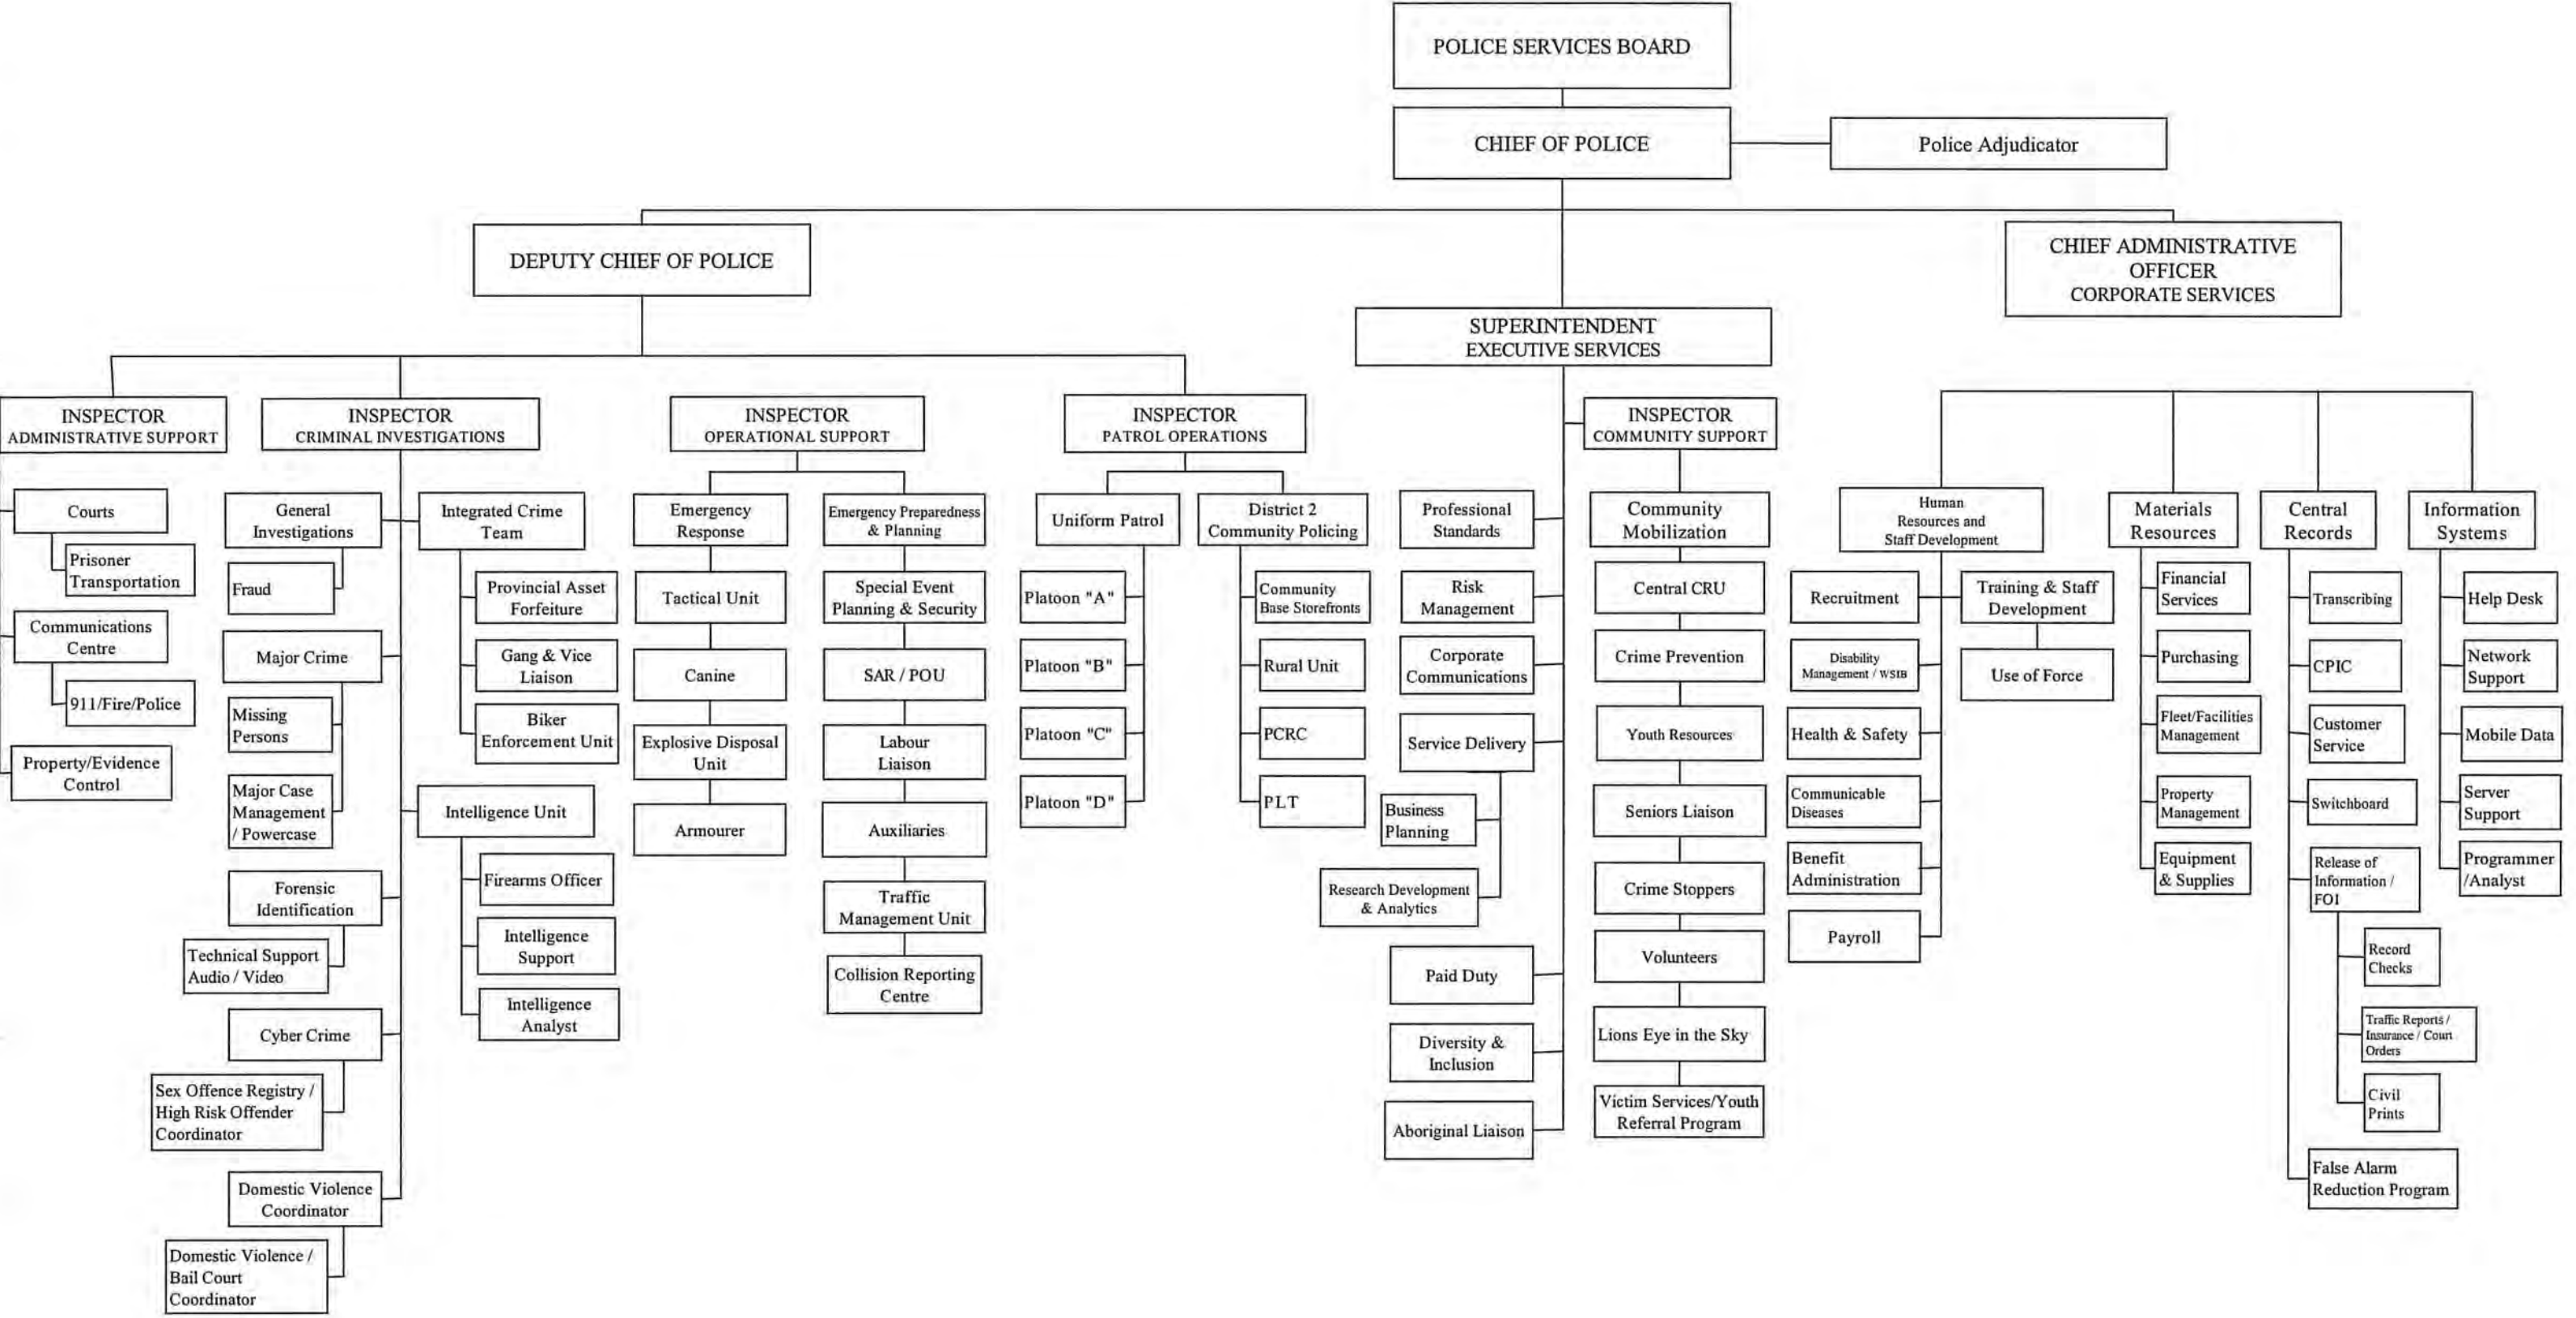 POLICE SERVICES BOARD
CHIEF OF POLICE
Police Adjudicator
DEPUTY CHIEF OF POLICE
CHIEF ADMINISTRATIVE
OFFICER
CORPORATE SERVICES
SUPERINTENDENT
EXECUTIVE SERVICES
INSPECTOR
ADMINISTRATIVE SUPPORT
Courts
Prisoner
Transportation
Communications
Centre
911/Fire/Police
Property/Evidence
Control
INSPECTOR
CRIMINAL INVESTIGATIONS
General
Investigations
Fraud
Major Crime
Missing
Persons
Major Case
Management
/ Powercase
Forensic
Identification
Technical Support
Audio / Video
Cyber Crime
Sex Offence Registry /
High Risk Offender
Coordinator
Domestic Violence
Coordinator
Domestic Violence /
Bail Court
Coordinator
Integrated Crime
Team
Provincial Asset
Forfeiture
Gang & Vice
Liaison
Biker
Enforcement Unit
Intelligence Unit
Firearms Officer
Intelligence
Support
Intelligence
Analyst
INSPECTOR
OPERATIONAL SUPPORT
Emergency
Response
Tactical Unit
Canine
Explosive Disposal
Unit
Armourer
Emergency Preparedness
& Planning
Special Event
Planning & Security
SAR / POU
Labour
Liaison
Auxiliaries
Traffic
Management Unit
Collision Reporting
Centre
INSPECTOR
PATROL OPERATIONS
Uniform Patrol
Platoon "A"
Platoon "B"
Platoon "C"
Platoon "D"
District 2
Community Policing
Community
Base Storefronts
Rural Unit
PCRC
PLT
Professional
Standards
Risk
Management
Corporate
Communications
Service Delivery
Business
Planning
Research Development
& Analytics
Paid Duty
Diversity &
Inclusion
Aboriginal Liaison
INSPECTOR
COMMUNITY SUPPORT
Community
Mobilization
Central CRU
Crime Prevention
Youth Resources
Seniors Liaison
Crime Stoppers
Volunteers
Lions Eye in the Sky
Victim Services/Youth
Referral Program
Human
Resources and
Staff Development
Recruitment
Disability
Management / WSIB
Health & Safety
Communicable
Diseases
Benefit
Administration
Payroll
Training & Staff
Development
Use of Force
Materials
Resources
Financial
Services
Purchasing
Fleet/Facilities
Management
Property
Management
Equipment
& Supplies
Central
Records
Transcribing
CPIC
Customer
Service
Switchboard
Release of
Information /
FOI
Record
Checks
Traffic Reports /
Insurance / Court
Orders
Civil
Prints
False Alarm
Reduction Program
Information
Systems
Help Desk
Network
Support
Mobile Data
Server
Support
Programmer
/Analyst